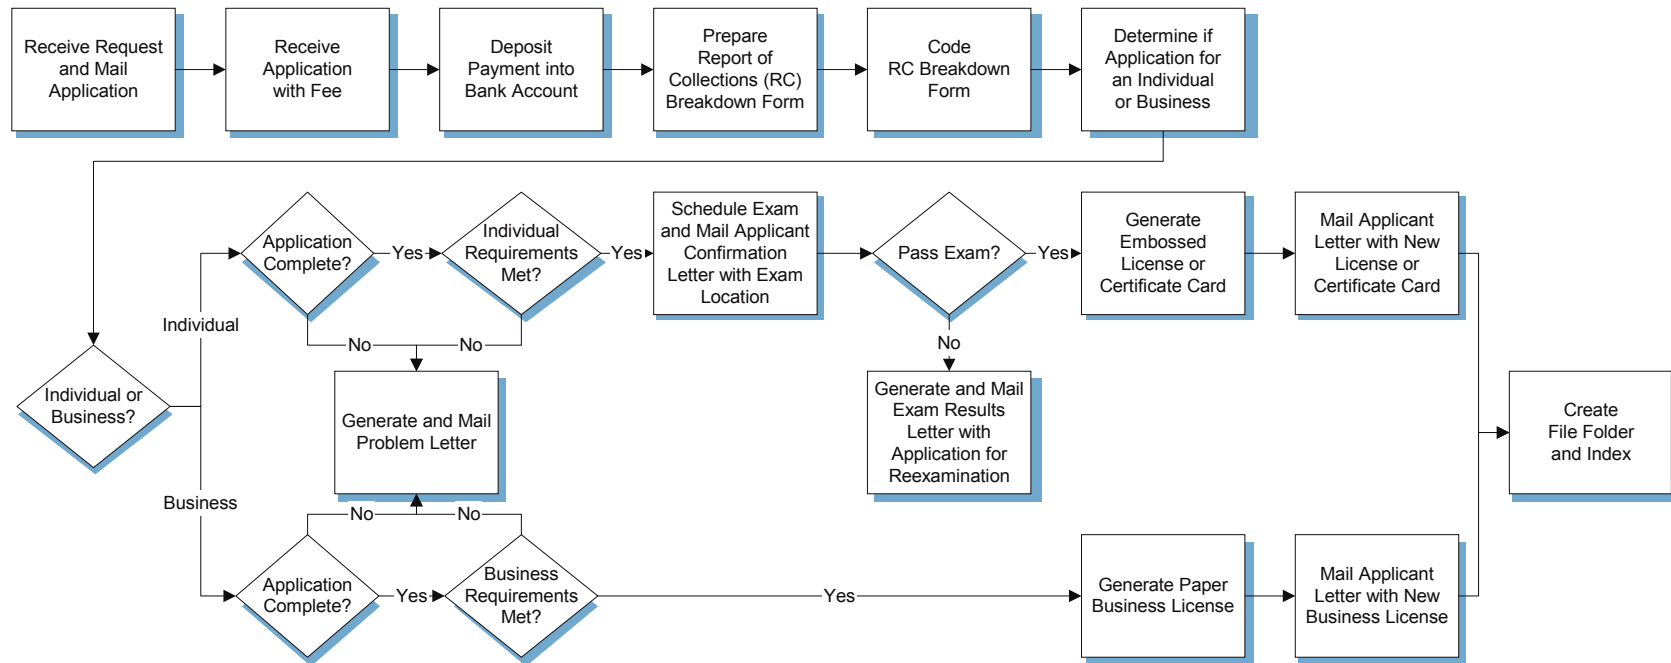 Receive Request
and Mail
Application
Receive
Application
with Fee
Deposit
Payment into
Bank Account
Prepare
Report of
Collections (RC)
Breakdown Form
Code
RC Breakdown
Form
Determine if
Application for
an Individual
or Business
Individual or
Business?
Individual
Business
Application
Complete?
Yes
Individual
Requirements
Met?
Yes
Schedule Exam
and Mail Applicant
Confirmation
Letter with Exam
Location
Pass Exam?
Yes
Generate
Embossed
License or
Certificate Card
Mail Applicant
Letter with New
License or
Certificate Card
No
No
No
Generate and Mail
Problem Letter
Generate and Mail
Exam Results
Letter with
Application for
Reexamination
Create
File Folder
and Index
No
No
Application
Complete?
Yes
Business
Requirements
Met?
Yes
Generate Paper
Business License
Mail Applicant
Letter with New
Business License